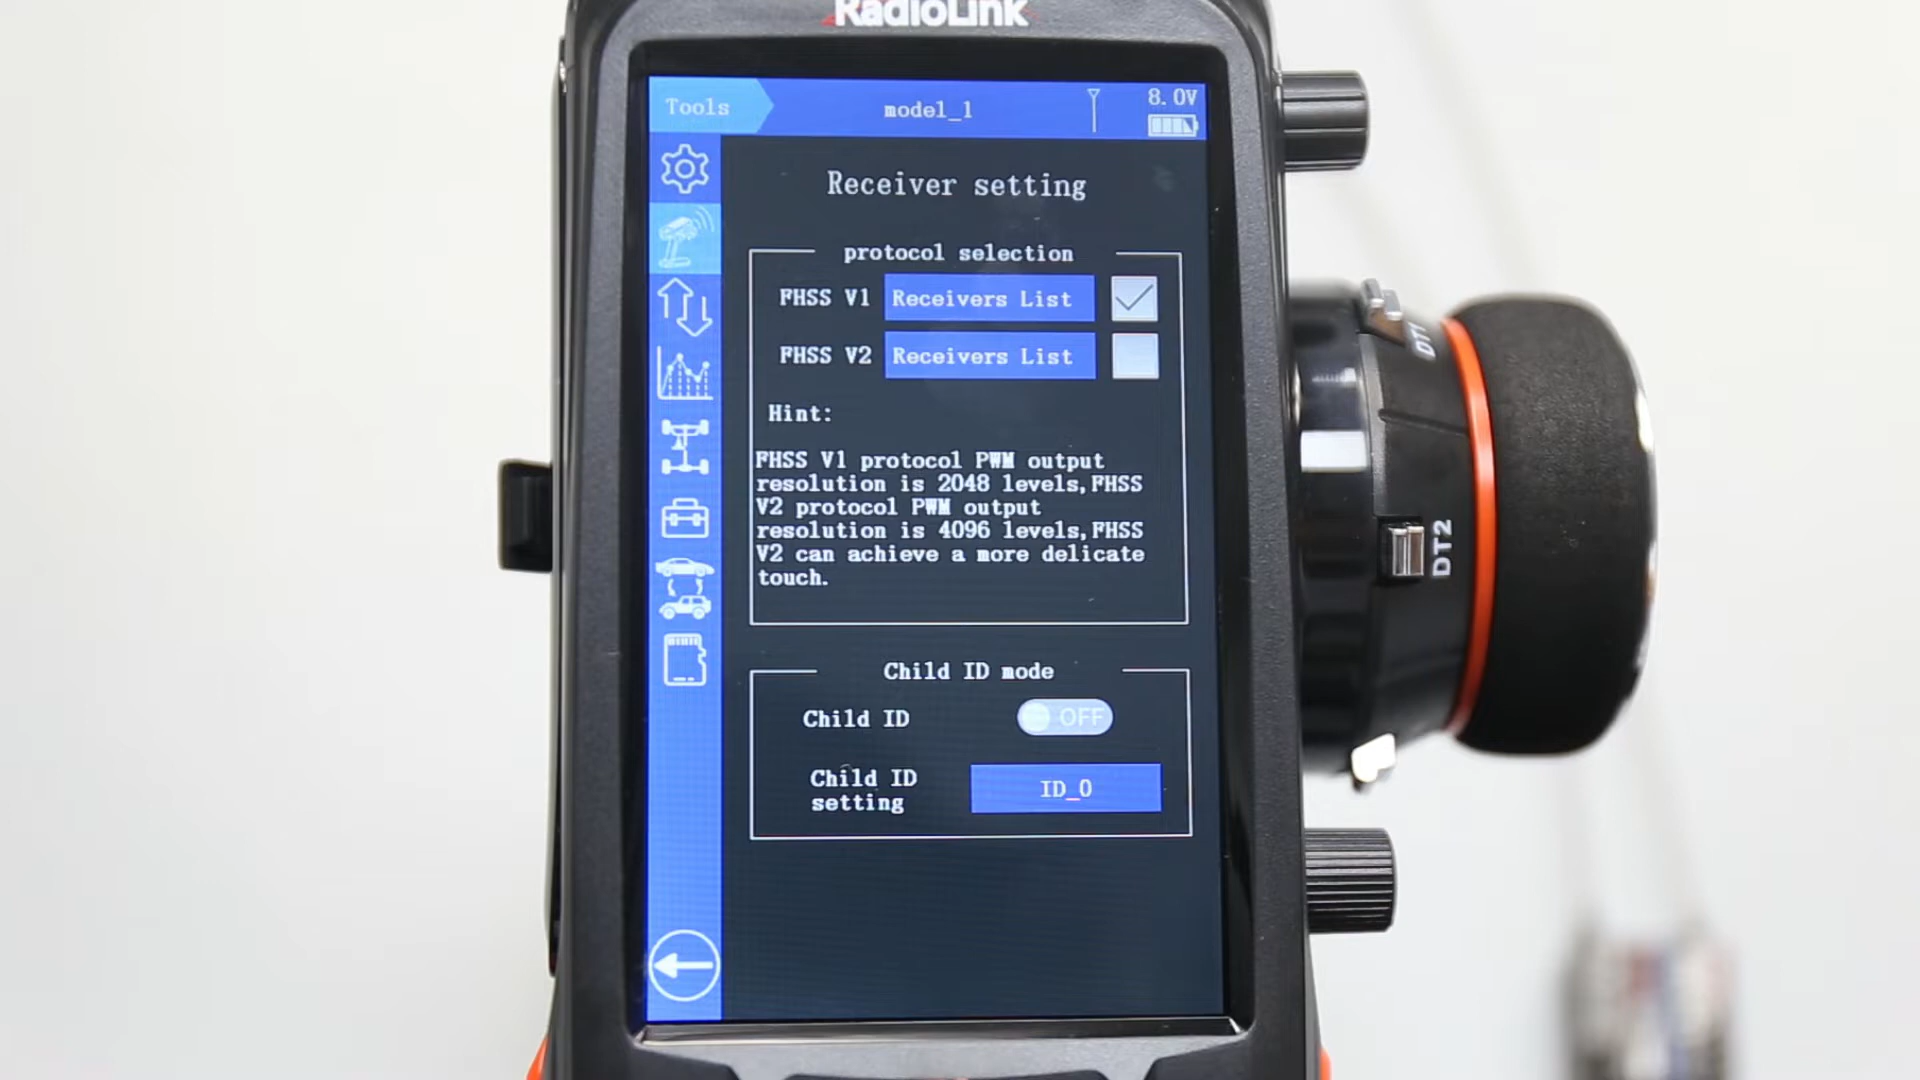 RadioLink
Tools
model_1
8.0V
Receiver setting
protocol selection
FHSS V1
Receivers List
FHSS V2
Receivers List
Hint:
FHSS V1 protocol PWM output
resolution is 2048 levels,FHSS
V2 protocol PWM output
resolution is 4096 levels,FHSS
V2 can achieve a more delicate
touch.
Child ID mode
Child ID
OFF
Child ID
setting
ID_0
DT1
DT2